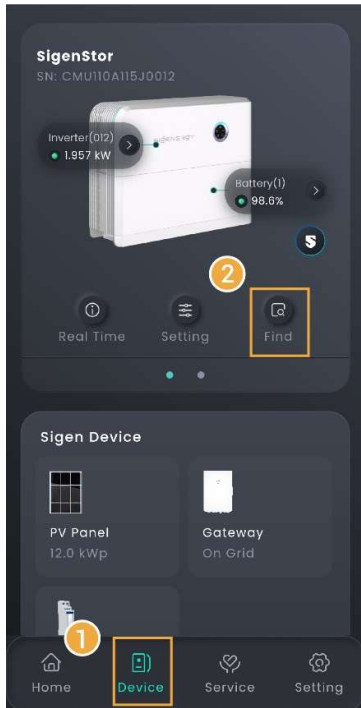 SigenStor
SN: CMU110A115J0012
Inverter(012)
1.957 kW
Battery(1)
98.6%
2
Real Time
Setting
Find
Sigen Device
PV Panel
12.0 kWp
Gateway
On Grid
1
Home
Device
Service
Setting